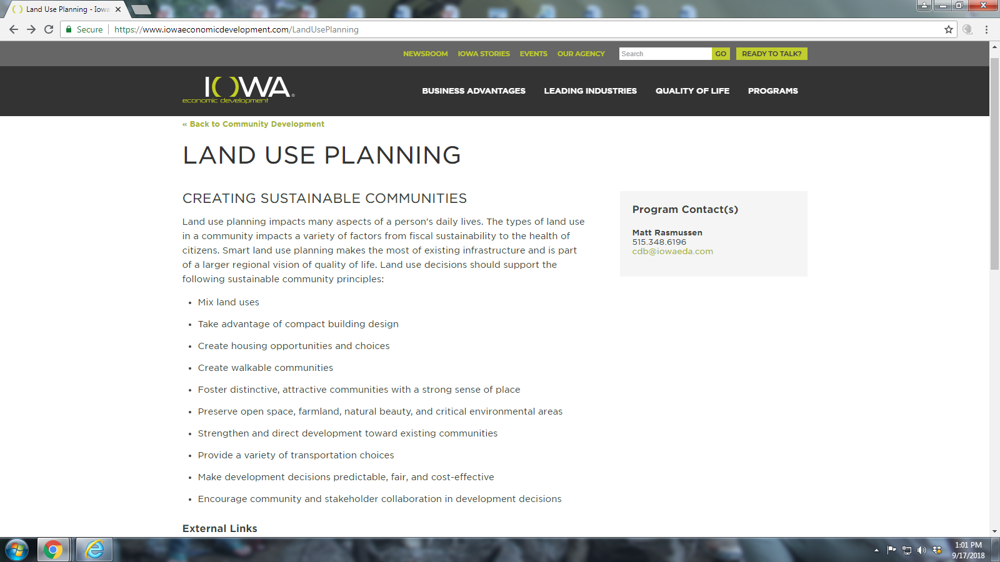 Land Use Planning - Iowa
Secure
https://www.iowaeconomicdevelopment.com/LandUsePlanning
NEWSROOM IOWA STORIES EVENTS OUR AGENCY Search GO READY TO TALK?
IOWA®
economic development
BUSINESS ADVANTAGES LEADING INDUSTRIES QUALITY OF LIFE PROGRAMS
« Back to Community Development
LAND USE PLANNING
CREATING SUSTAINABLE COMMUNITIES
Land use planning impacts many aspects of a person's daily lives. The types of land use
in a community impacts a variety of factors from fiscal sustainability to the health of
citizens. Smart land use planning makes the most of existing infrastructure and is part
of a larger regional vision of quality of life. Land use decisions should support the
following sustainable community principles:
• Mix land uses
• Take advantage of compact building design
• Create housing opportunities and choices
• Create walkable communities
• Foster distinctive, attractive communities with a strong sense of place
• Preserve open space, farmland, natural beauty, and critical environmental areas
• Strengthen and direct development toward existing communities
• Provide a variety of transportation choices
• Make development decisions predictable, fair, and cost-effective
• Encourage community and stakeholder collaboration in development decisions
External Links
Program Contact(s)
Matt Rasmussen
515.348.6196
cdb@iowaeda.com
1:01 PM
9/17/2018